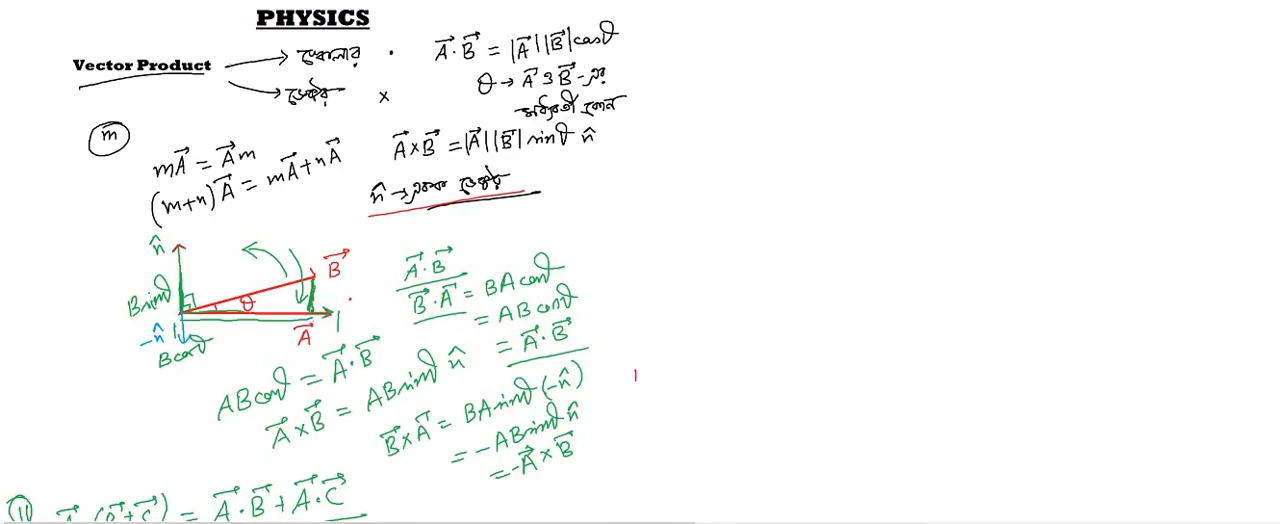 PHYSICS
Vector Product → স্কেলার · A⃗·B⃗ = |A⃗||B⃗|cosθ
→ ভেক্টর × θ → A⃗ ও B⃗ -এর
মধ্যবর্তী কোন
m
mA⃗ = A⃗m
(m+n)A⃗ = mA⃗+nA⃗
A⃗×B⃗ = |A⃗||B⃗| sinθ n̂
n̂ → একক ভেক্টর
n̂
B⃗
Bsinθ
θ
-n̂
Bcosθ
A⃗
A⃗·B⃗
B⃗·A⃗ = BAcosθ
= ABcosθ
= A⃗·B⃗
ABcosθ = A⃗·B⃗
A⃗×B⃗ = ABsinθ n̂
B⃗×A⃗ = BAsinθ(-n̂)
= -ABsinθ n̂
= -A⃗×B⃗
(B⃗+C⃗) = A⃗·B⃗ + A⃗·C⃗